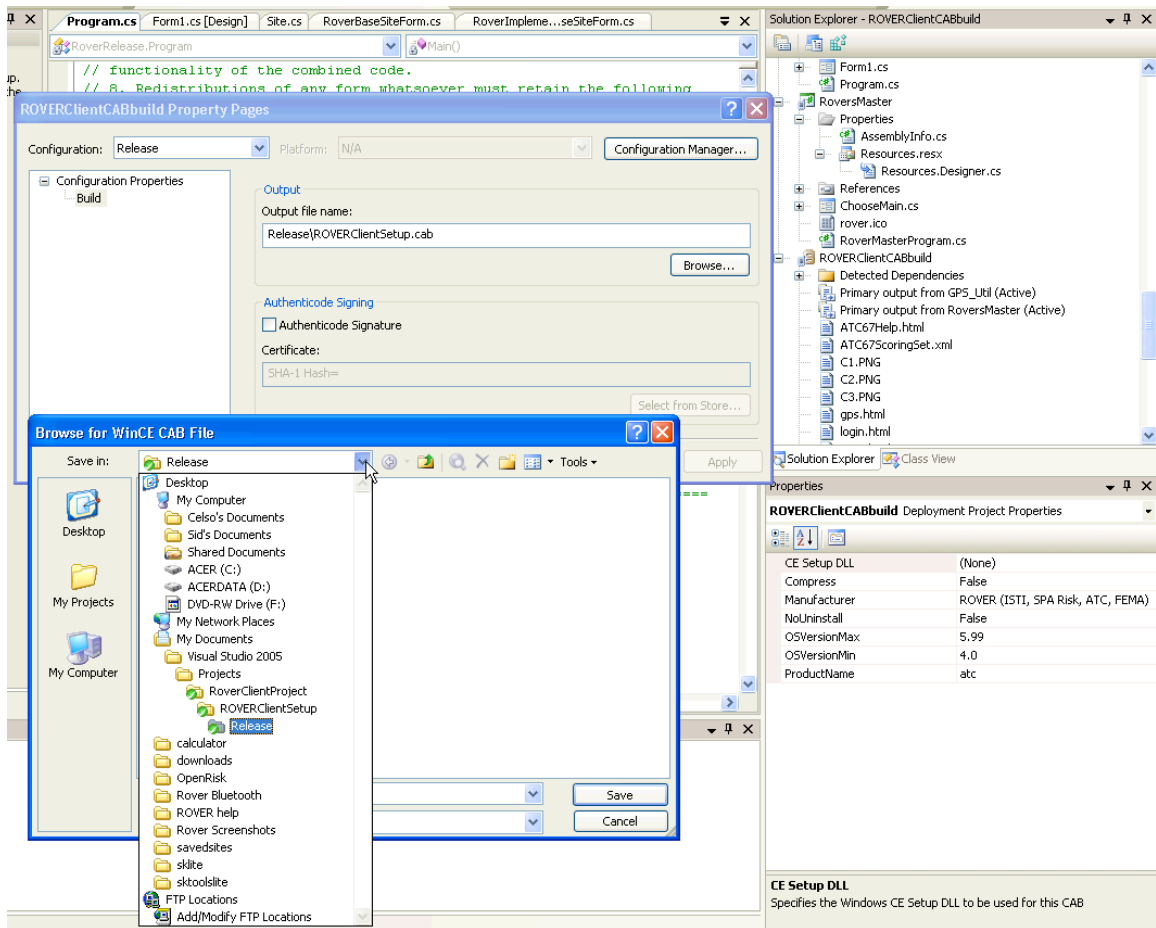 Program.cs Form1.cs [Design] Site.cs RoverBaseSiteForm.cs RoverImpleme...seSiteForm.cs
RoverRelease.Program Main()
// functionality of the combined code.
// 8. Redistributions of any form whatsoever must retain the following
up.
the
ROVERClientCABbuild Property Pages
Configuration: Release Platform: N/A Configuration Manager...
Configuration Properties
Build
Output
Output file name:
Release\ROVERClientSetup.cab
Browse...
Authenticode Signing
Authenticode Signature
Certificate:
SHA-1 Hash=
Select from Store...
Apply
====
Browse for WinCE CAB File
Save in: Release Tools
Desktop
My Projects
My Computer
Desktop
My Computer
Celso's Documents
Sid's Documents
Shared Documents
ACER (C:)
ACERDATA (D:)
DVD-RW Drive (F:)
My Network Places
My Documents
Visual Studio 2005
Projects
RoverClientProject
ROVERClientSetup
Release
calculator
downloads
OpenRisk
Rover Bluetooth
ROVER help
Rover Screenshots
savedsites
sklite
sktoolslite
FTP Locations
Add/Modify FTP Locations
Save
Cancel
Solution Explorer - ROVERClientCABbuild
Form1.cs
Program.cs
RoversMaster
Properties
AssemblyInfo.cs
Resources.resx
Resources.Designer.cs
References
ChooseMain.cs
rover.ico
RoverMasterProgram.cs
ROVERClientCABbuild
Detected Dependencies
Primary output from GPS_Util (Active)
Primary output from RoversMaster (Active)
ATC67Help.html
ATC67ScoringSet.xml
C1.PNG
C2.PNG
C3.PNG
gps.html
login.html
Solution Explorer Class View
Properties
ROVERClientCABbuild Deployment Project Properties
CE Setup DLL (None)
Compress False
Manufacturer ROVER (ISTI, SPA Risk, ATC, FEMA)
NoUninstall False
OSVersionMax 5.99
OSVersionMin 4.0
ProductName atc
CE Setup DLL
Specifies the Windows CE Setup DLL to be used for this CAB